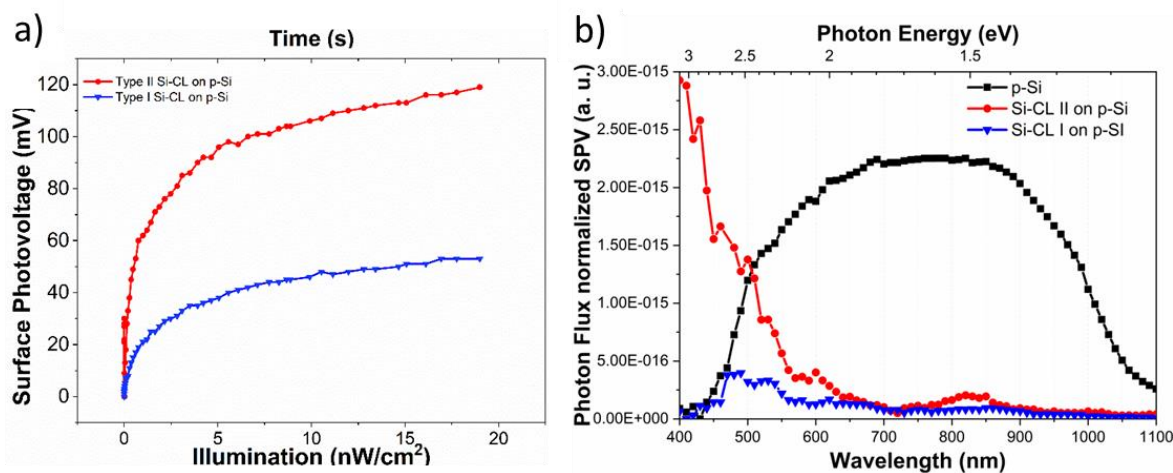 a)
Time (s)
Type II Si-CL on p-Si
Type I Si-CL on p-Si
120
100
80
60
40
20
0
Surface Photovoltage (mV)
0 5 10 15 20
Illumination (nW/cm²)
b)
Photon Energy (eV)
3 2.5 2 1.5
3.00E-015
2.50E-015
2.00E-015
1.50E-015
1.00E-015
5.00E-016
0.00E+000
Photon Flux normalized SPV (a. u.)
p-Si
Si-CL II on p-Si
Si-CL I on p-SI
400 500 600 700 800 900 1000 1100
Wavelength (nm)